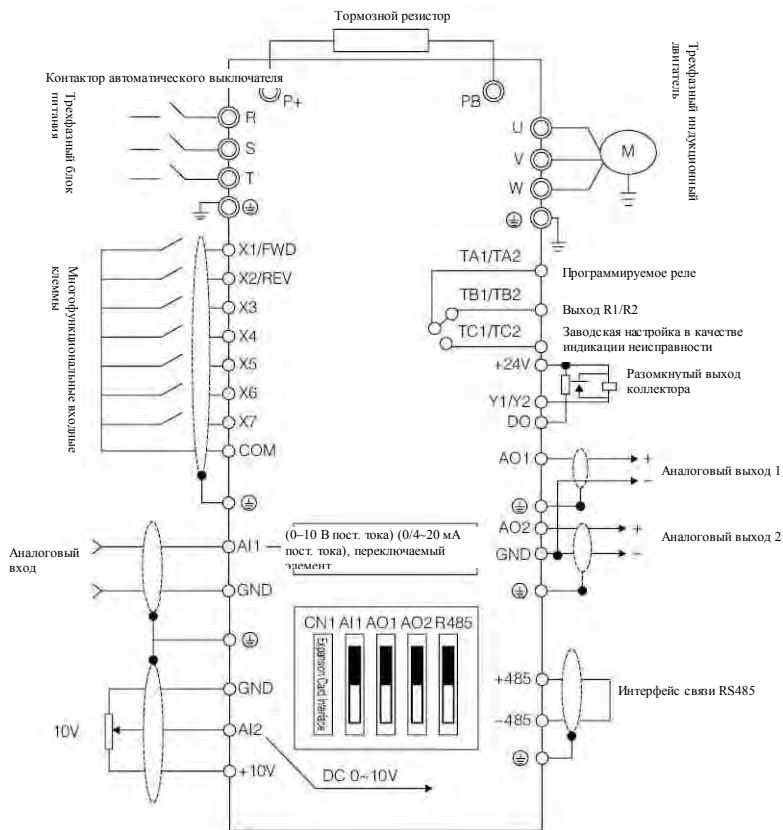 Тормозной резистор
Контактор автоматического выключателя
P+
PB
Трехфазный блок
питания
R
S
T
Трехфазный индукционный
двигатель
U
V
W
M
Многофункциональные входные
клеммы
X1/FWD
X2/REV
X3
X4
X5
X6
X7
COM
TA1/TA2
Программируемое реле
TB1/TB2
Выход R1/R2
TC1/TC2
Заводская настройка в качестве
индикации неисправности
+24V
Разомкнутый выход
коллектора
Y1/Y2
DO
AO1
+
−
Аналоговый выход 1
AO2
+
GND
−
Аналоговый выход 2
Аналоговый
вход
AI1
(0–10 В пост. тока) (0/4~20 мА
пост. тока), переключаемый
элемент
GND
CN1 AI1 AO1 AO2 R485
Expansion Card Interface
GND
10V
AI2
+10V
DC 0~10V
+485
Интерфейс связи RS485
−485